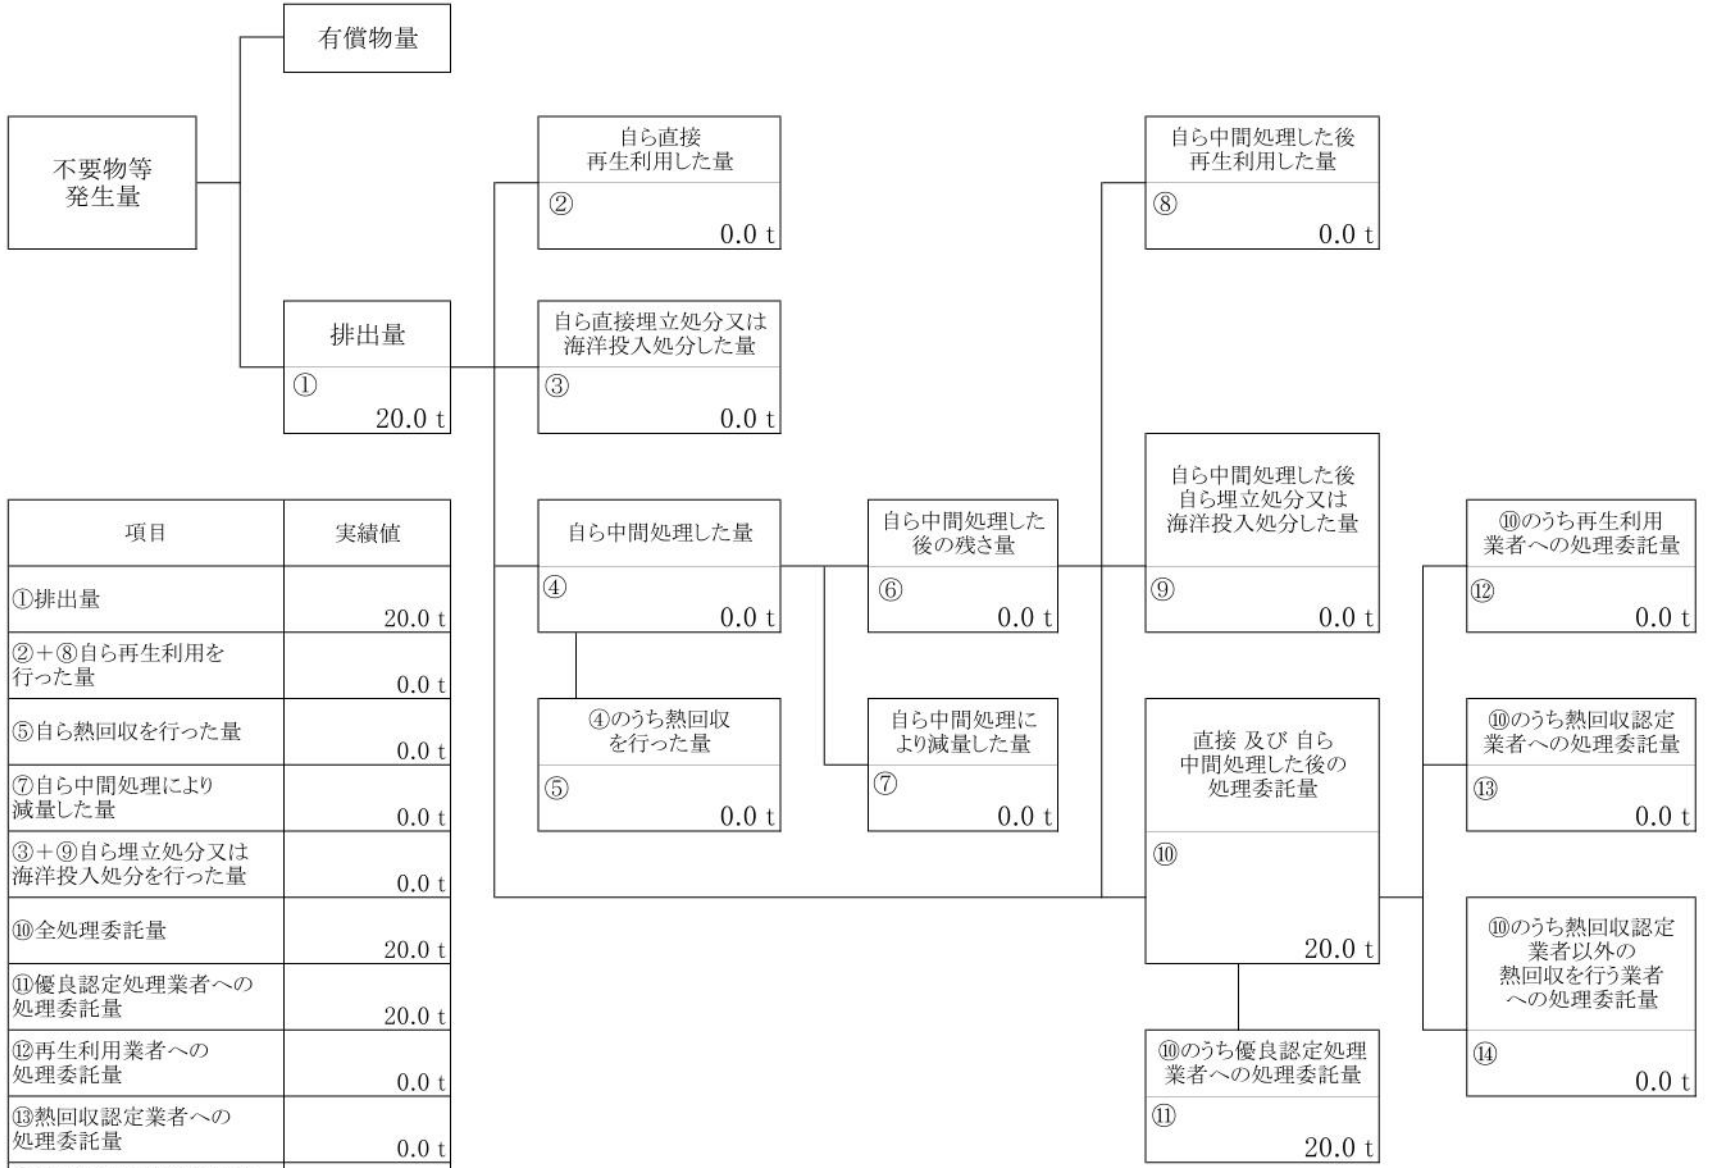 有償物量
不要物等
発生量
自ら直接
再生利用した量
②
0.0 t
自ら中間処理した後
再生利用した量
⑧
0.0 t
排出量
①
20.0 t
自ら直接埋立処分又は
海洋投入処分した量
③
0.0 t
自ら中間処理した量
④
0.0 t
自ら中間処理した
後の残さ量
⑥
0.0 t
自ら中間処理した後
自ら埋立処分又は
海洋投入処分した量
⑨
0.0 t
⑩のうち再生利用
業者への処理委託量
⑫
0.0 t
④のうち熱回収
を行った量
⑤
0.0 t
自ら中間処理に
より減量した量
⑦
0.0 t
直接 及び 自ら
中間処理した後の
処理委託量
⑩
20.0 t
⑩のうち熱回収認定
業者への処理委託量
⑬
0.0 t
⑩のうち熱回収認定
業者以外の
熱回収を行う業者
への処理委託量
⑭
0.0 t
⑩のうち優良認定処理
業者への処理委託量
⑪
20.0 t
項目 実績値
①排出量
20.0 t
②＋⑧自ら再生利用を
行った量
0.0 t
⑤自ら熱回収を行った量
0.0 t
⑦自ら中間処理により
減量した量
0.0 t
③＋⑨自ら埋立処分又は
海洋投入処分を行った量
0.0 t
⑩全処理委託量
20.0 t
⑪優良認定処理業者への
処理委託量
20.0 t
⑫再生利用業者への
処理委託量
0.0 t
⑬熱回収認定業者への
処理委託量
0.0 t